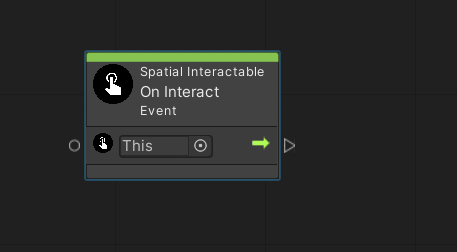 Spatial Interactable
On Interact
Event
This